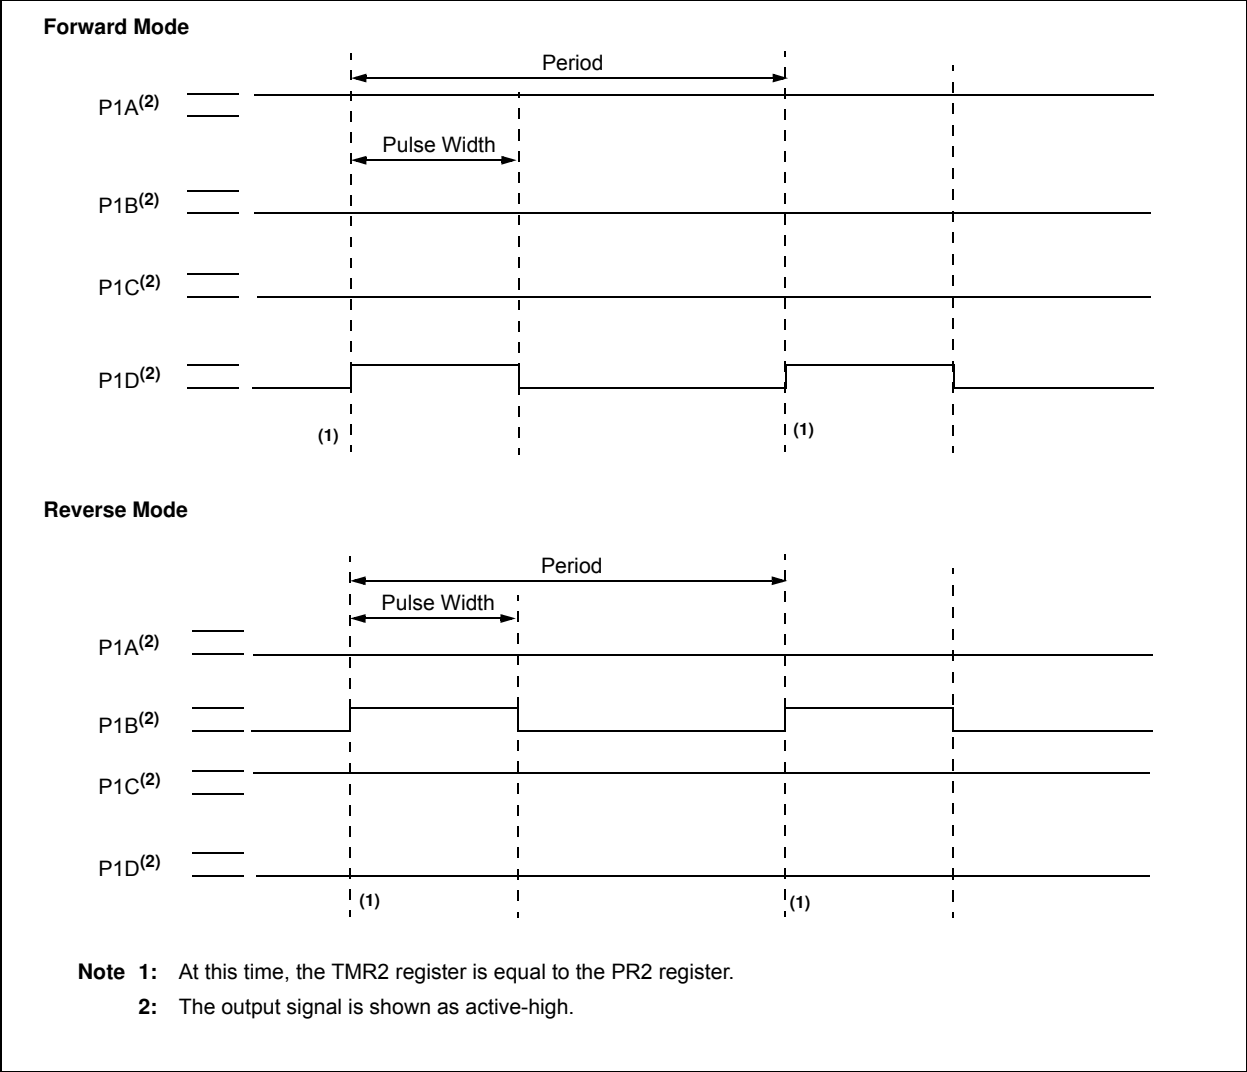 Forward Mode
Period
P1A(2)
Pulse Width
P1B(2)
P1C(2)
P1D(2)
(1)
(1)
Reverse Mode
Period
Pulse Width
P1A(2)
P1B(2)
P1C(2)
P1D(2)
(1)
(1)
Note 1: At this time, the TMR2 register is equal to the PR2 register.
2: The output signal is shown as active-high.